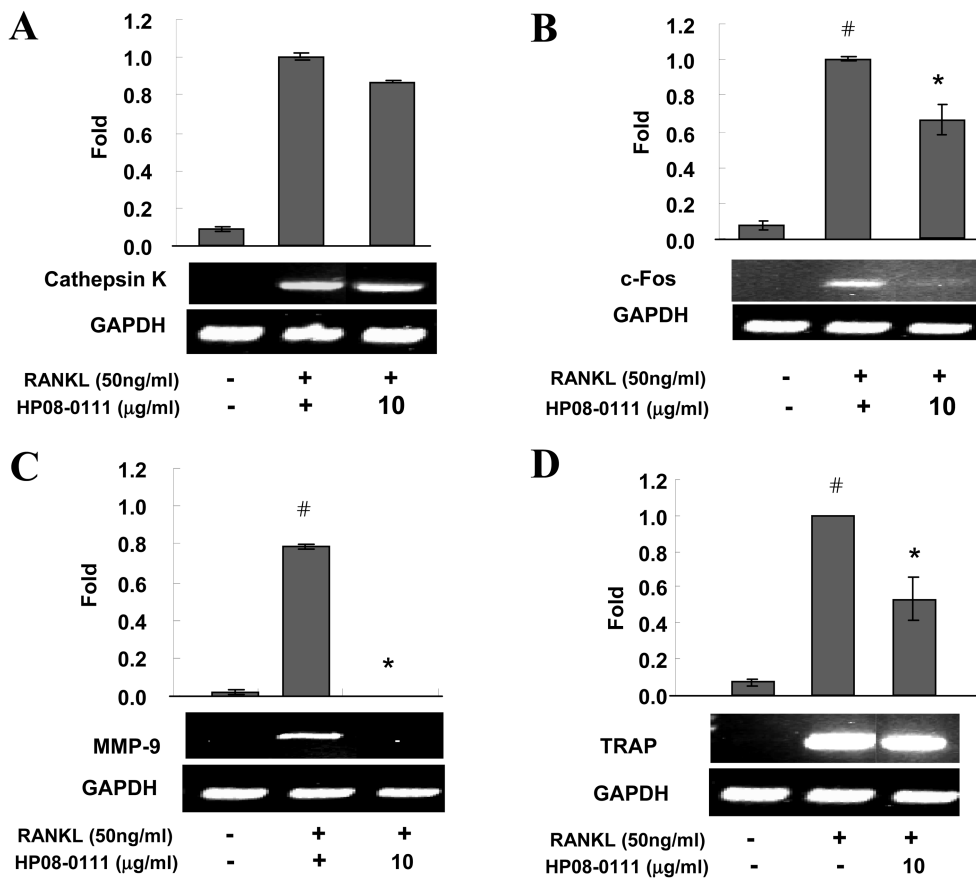 A
1.2
1.0
0.8
0.6
0.4
0.2
0.0
Fold
Cathepsin K
GAPDH
RANKL (50ng/ml) - + +
HP08-0111 (μg/ml) - + 10
B
1.2
1.0
0.8
0.6
0.4
0.2
0.0
Fold
#
*
c-Fos
GAPDH
RANKL (50ng/ml) - + +
HP08-0111 (μg/ml) - + 10
C
1.2
1.0
0.8
0.6
0.4
0.2
0.0
Fold
#
*
MMP-9
GAPDH
RANKL (50ng/ml) - + +
HP08-0111 (μg/ml) - + 10
D
1.2
1.0
0.8
0.6
0.4
0.2
0.0
Fold
#
*
TRAP
GAPDH
RANKL (50ng/ml) - + +
HP08-0111 (μg/ml) - - 10